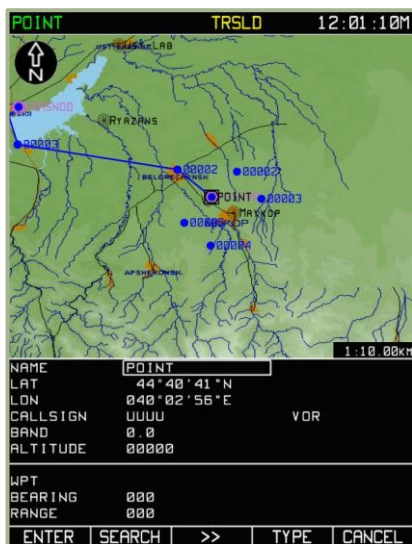 POINT TRSLD 12:01:10M
N
LAB
RYAZANS
00003
00002
BELORECHENSK
00002
POINT
00003
MAYKOP
00004
APSHERONSK
1:10.00KM
NAME POINT
LAT 44°40'41"N
LON 040°02'56"E
CALLSIGN UUUU VOR
BAND 0.0
ALTITUDE 00000
WPT
BEARING 000
RANGE 000
ENTER SEARCH >> TYPE CANCEL